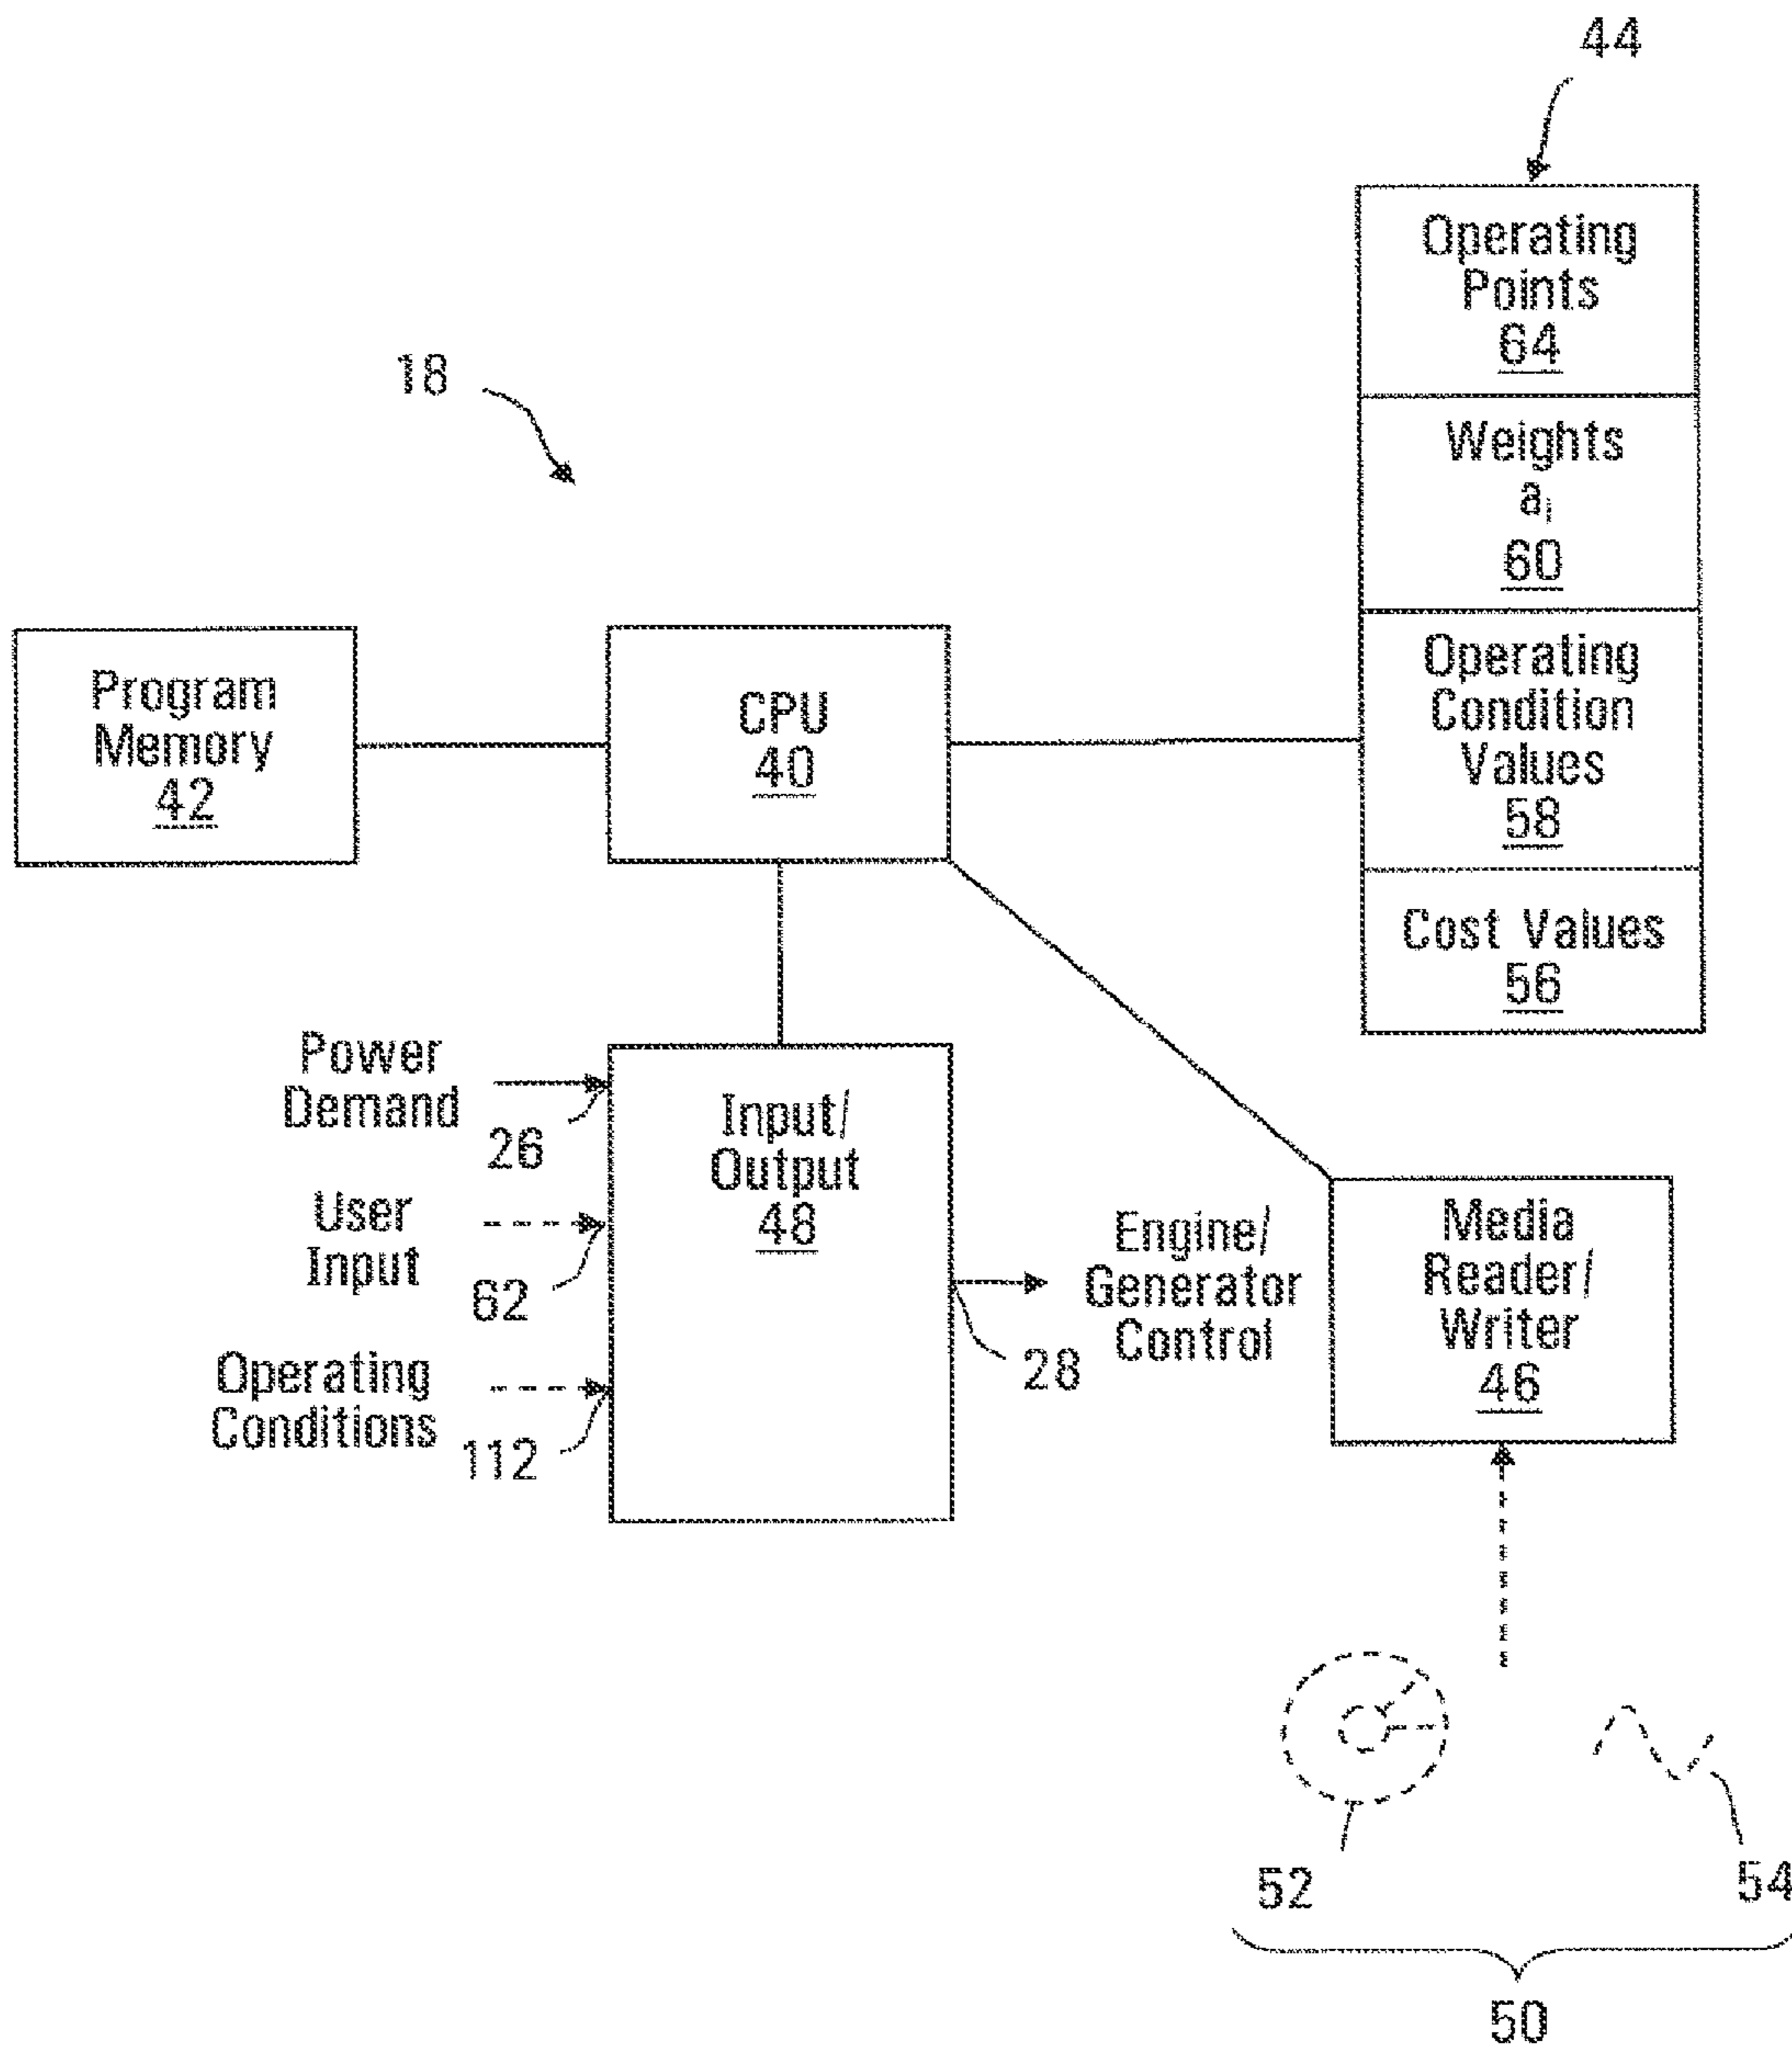 44
Operating
Points
64
18
Weights
ai
60
Program
Memory
42
CPU
40
Operating
Condition
Values
58
Cost Values
56
Power
Demand
26
User
Input
62
Operating
Conditions
112
Input/
Output
48
Engine/
Generator
Control
28
Media
Reader/
Writer
46
52
54
50